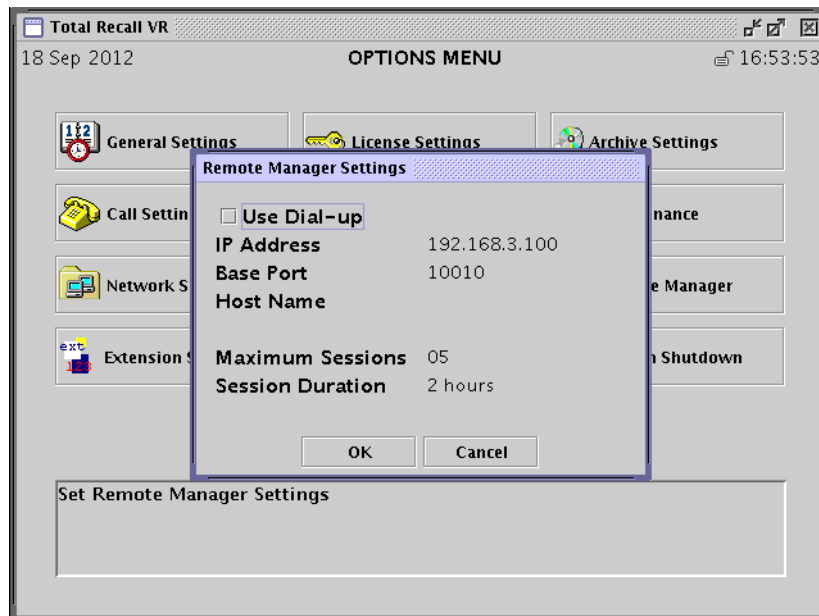 Total Recall VR
18 Sep 2012
OPTIONS MENU
16:53:53
General Settings
License Settings
Archive Settings
Remote Manager Settings
Call Settin
nance
Use Dial-up
IP Address 192.168.3.100
Base Port 10010
Host Name
Network S
e Manager
Maximum Sessions 05
Session Duration 2 hours
ext
123
Extension S
n Shutdown
OK
Cancel
Set Remote Manager Settings